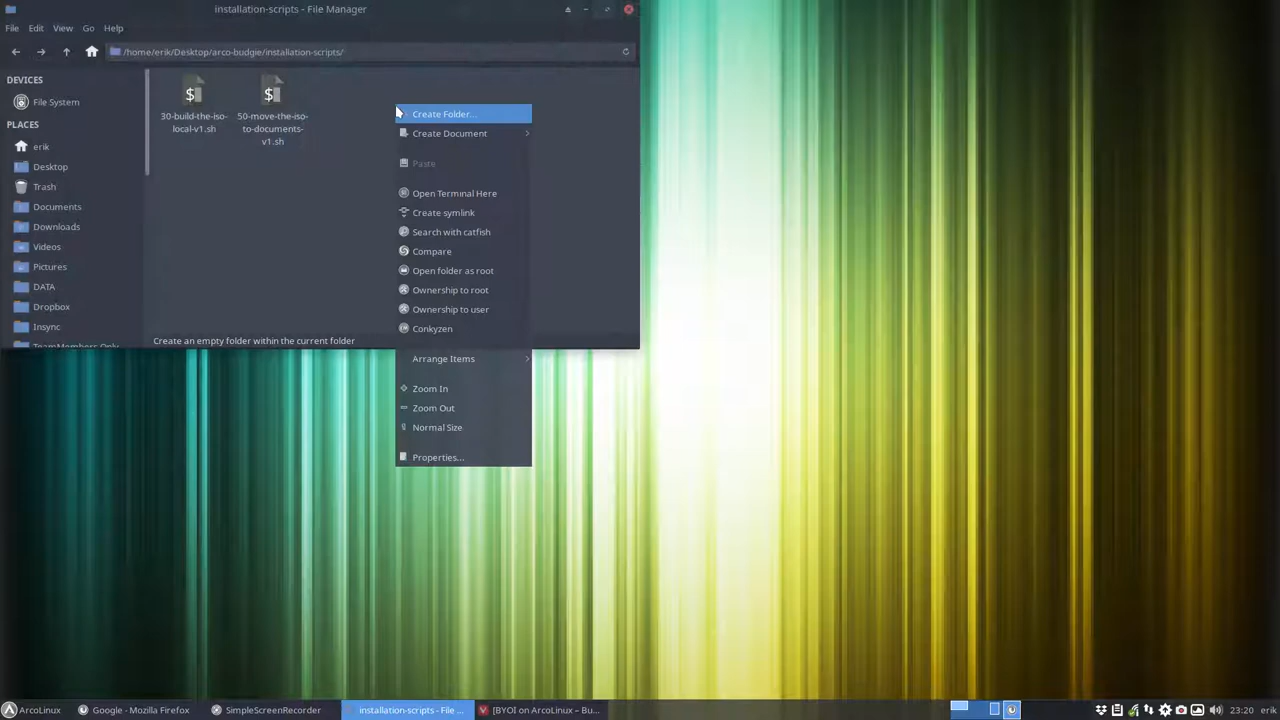 installation-scripts - File Manager
File Edit View Go Help
/home/erik/Desktop/arco-budgie/installation-scripts/
DEVICES
File System
PLACES
erik
Desktop
Trash
Documents
Downloads
Videos
Pictures
DATA
Dropbox
Insync
TeamMembers Only
30-build-the-iso-
local-v1.sh
50-move-the-iso-
to-documents-
v1.sh
Create an empty folder within the current folder
Create Folder...
Create Document
Paste
Open Terminal Here
Create symlink
Search with catfish
Compare
Open folder as root
Ownership to root
Ownership to user
Conkyzen
Arrange Items
Zoom In
Zoom Out
Normal Size
Properties...
ArcoLinux Google - Mozilla Firefox SimpleScreenRecorder installation-scripts - File ... [BYOI on ArcoLinux – Bu... 23:20 erik